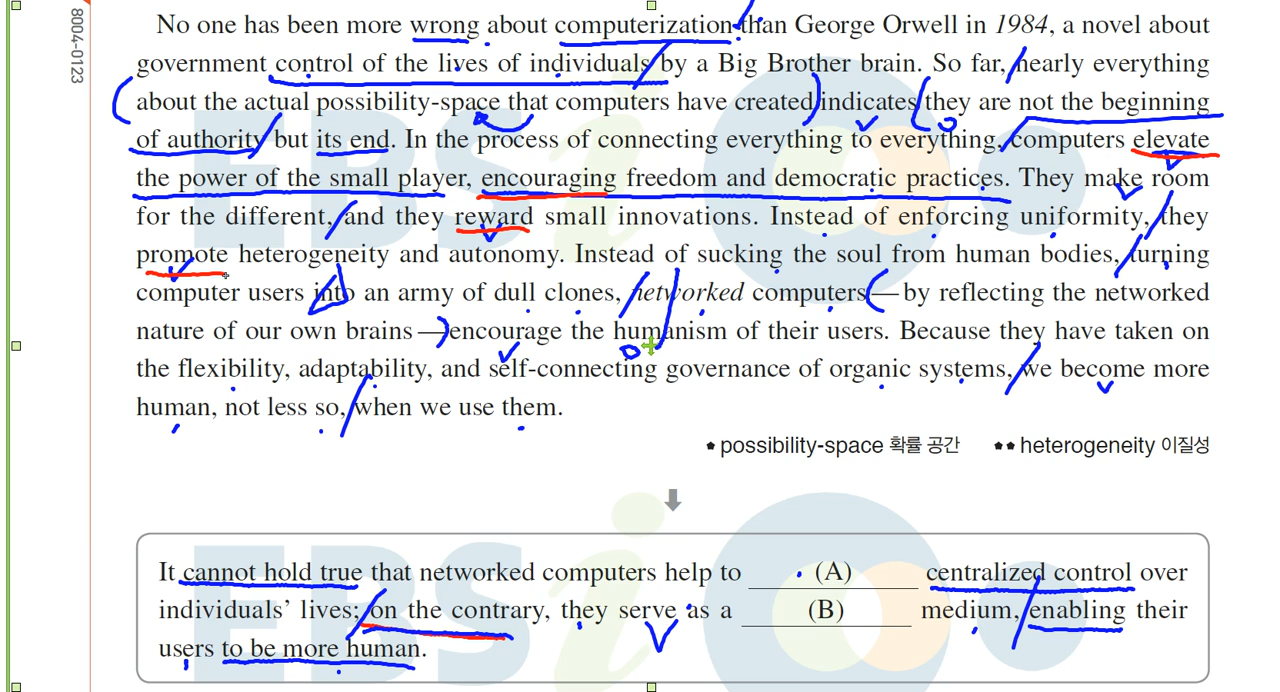 8004-0123
No one has been more wrong about computerization than George Orwell in 1984, a novel about
government control of the lives of individuals by a Big Brother brain. So far, nearly everything
about the actual possibility-space that computers have created indicates they are not the beginning
of authority but its end. In the process of connecting everything to everything, computers elevate
the power of the small player, encouraging freedom and democratic practices. They make room
for the different, and they reward small innovations. Instead of enforcing uniformity, they
promote heterogeneity and autonomy. Instead of sucking the soul from human bodies, turning
computer users into an army of dull clones, networked computers — by reflecting the networked
nature of our own brains — encourage the humanism of their users. Because they have taken on
the flexibility, adaptability, and self-connecting governance of organic systems, we become more
human, not less so, when we use them.
• possibility-space 확률 공간 •• heterogeneity 이질성
It cannot hold true that networked computers help to (A) centralized control over
individuals' lives; on the contrary, they serve as a (B) medium, enabling their
users to be more human.
EBSi
EBSi